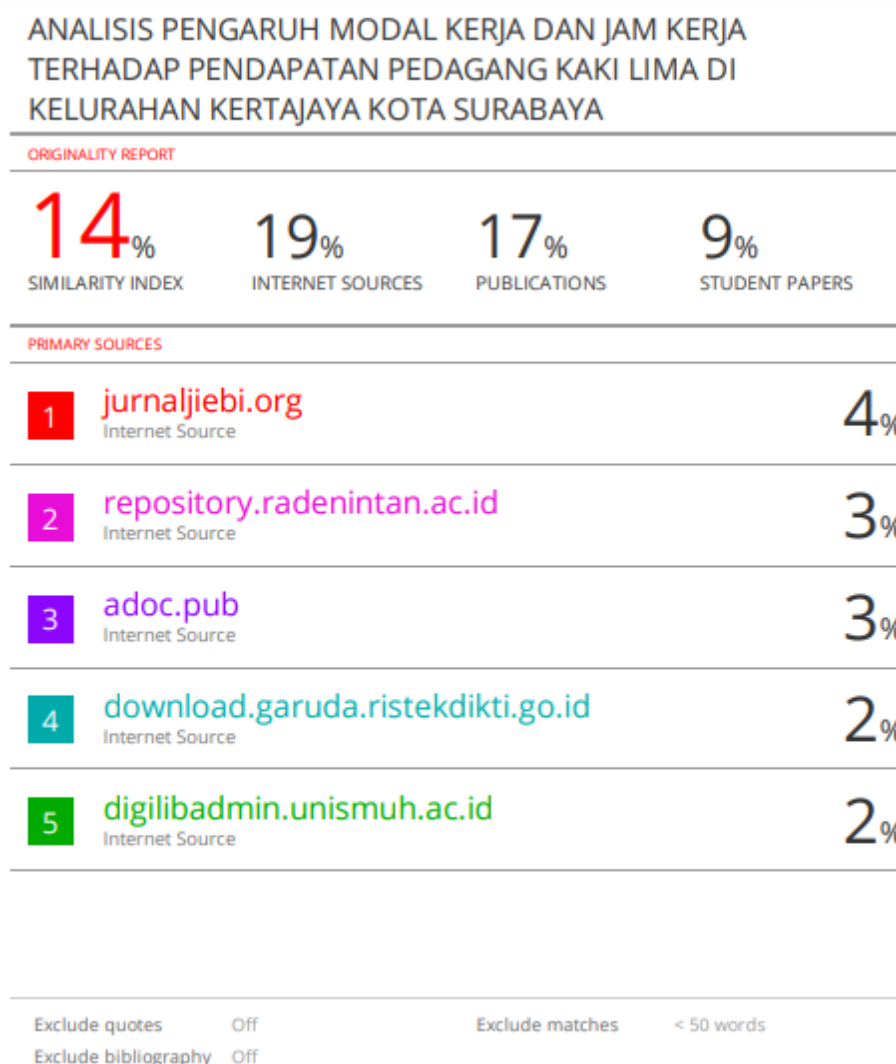 ANALISIS PENGARUH MODAL KERJA DAN JAM KERJA
TERHADAP PENDAPATAN PEDAGANG KAKI LIMA DI
KELURAHAN KERTAJAYA KOTA SURABAYA
ORIGINALITY REPORT
14% 19% 17% 9%
SIMILARITY INDEX INTERNET SOURCES PUBLICATIONS STUDENT PAPERS
PRIMARY SOURCES
1 jurnaljiebi.org 4%
Internet Source
2 repository.radenintan.ac.id 3%
Internet Source
3 adoc.pub 3%
Internet Source
4 download.garuda.ristekdikti.go.id 2%
Internet Source
5 digilibadmin.unismuh.ac.id 2%
Internet Source
Exclude quotes Off Exclude matches < 50 words
Exclude bibliography Off